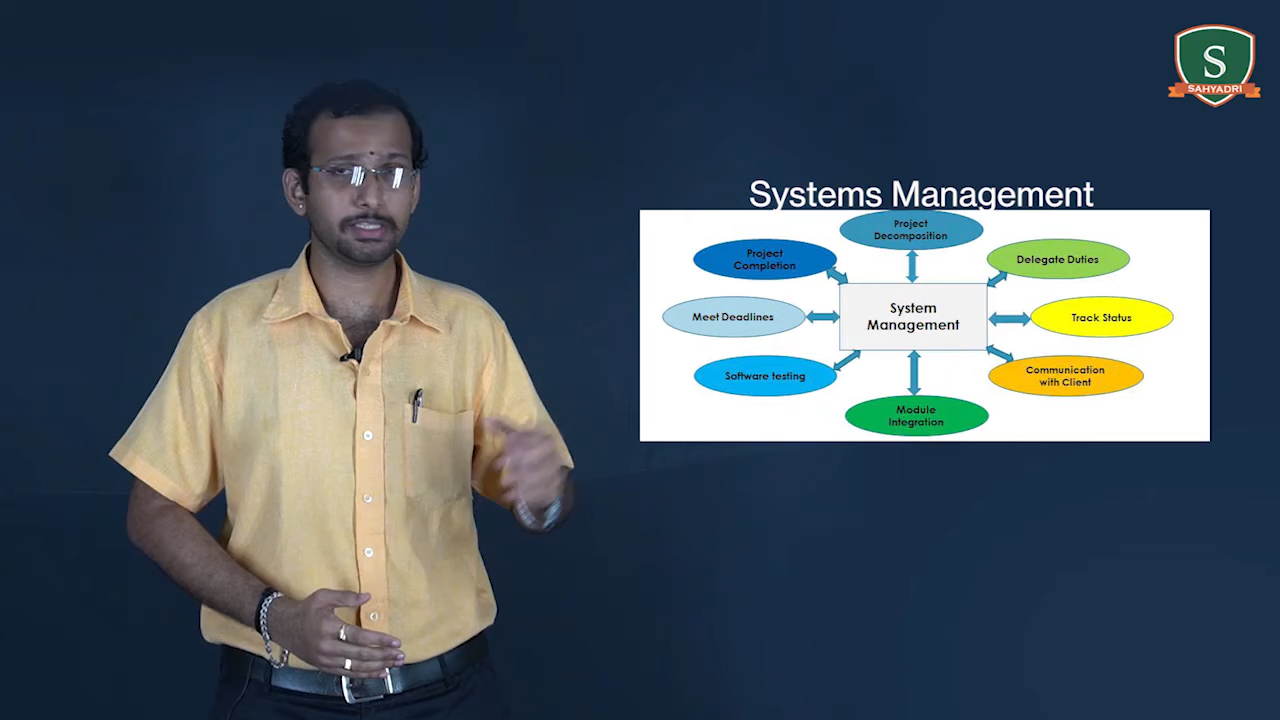 S
SAHYADRI
Systems Management
Project
Decomposition
Project
Completion
Delegate Duties
Meet Deadlines
System
Management
Track Status
Software testing
Communication
with Client
Module
Integration